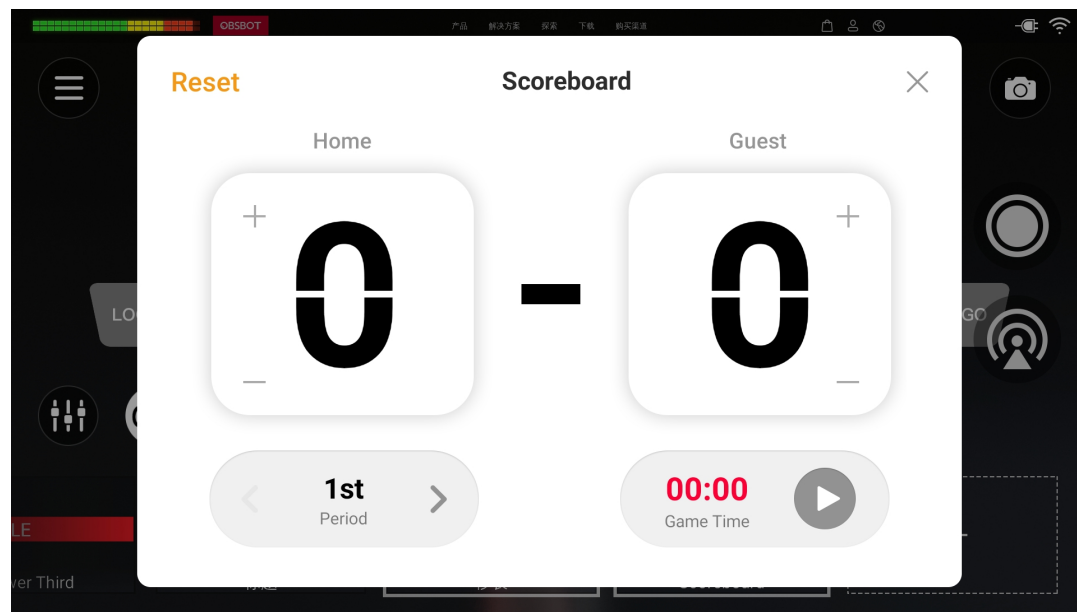 OBSBOT
产品 解决方案 探索 下载 购买渠道
Reset
Scoreboard
Home
Guest
0 - 0
LO
GO
1st
Period
00:00
Game Time
LE
ver Third
Scoreboard